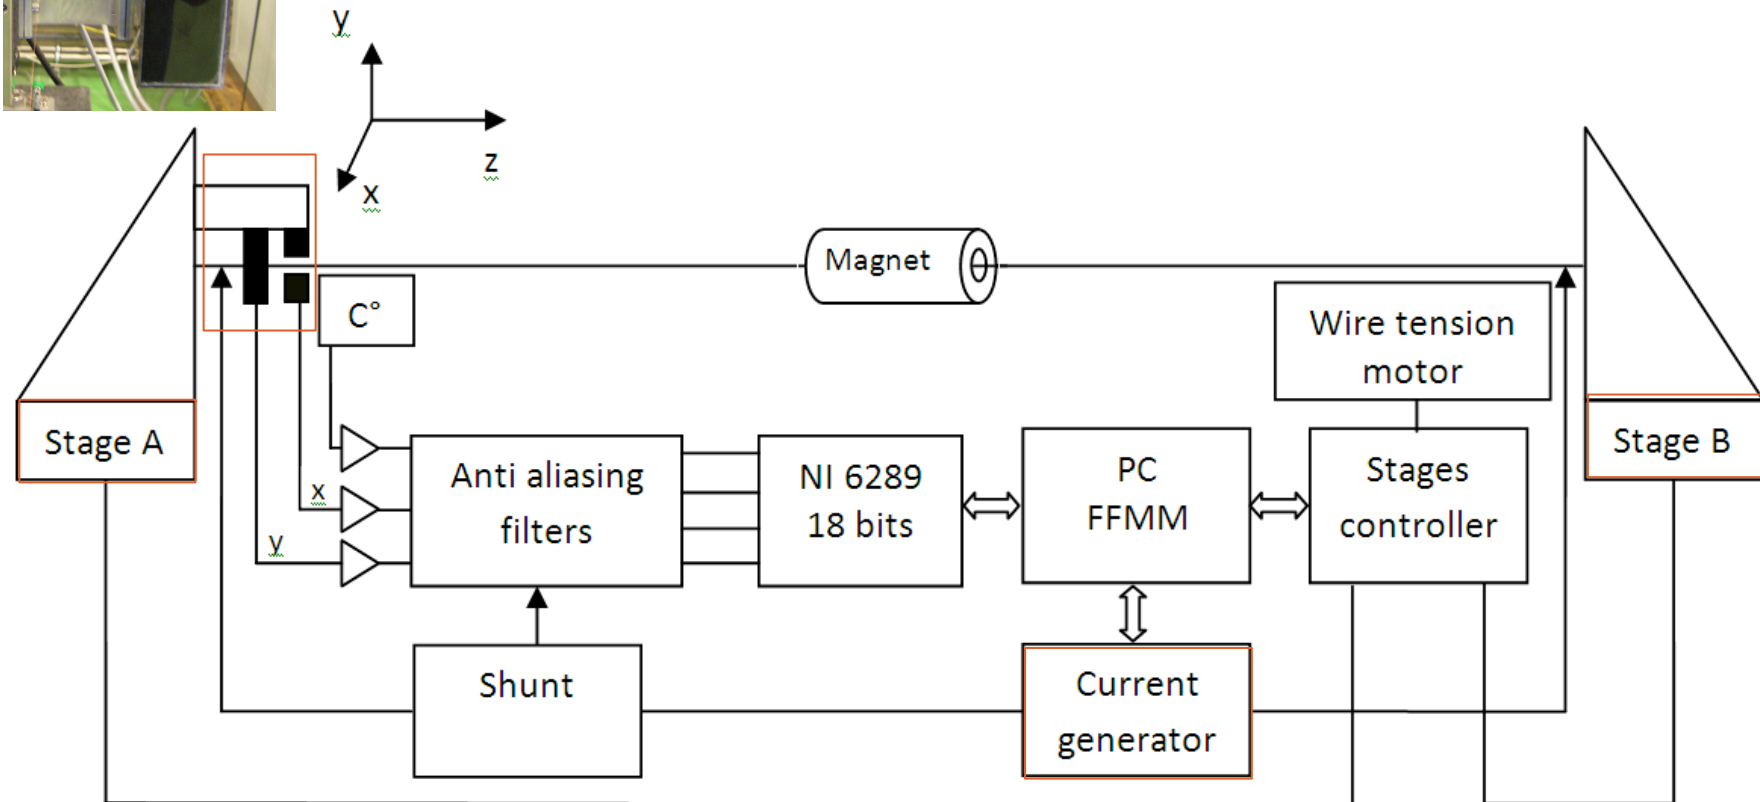 y
z
x
Magnet
C°
Wire tension
motor
Stage A
Stage B
Anti aliasing
filters
NI 6289
18 bits
PC
FFMM
Stages
controller
x
y
Shunt
Current
generator